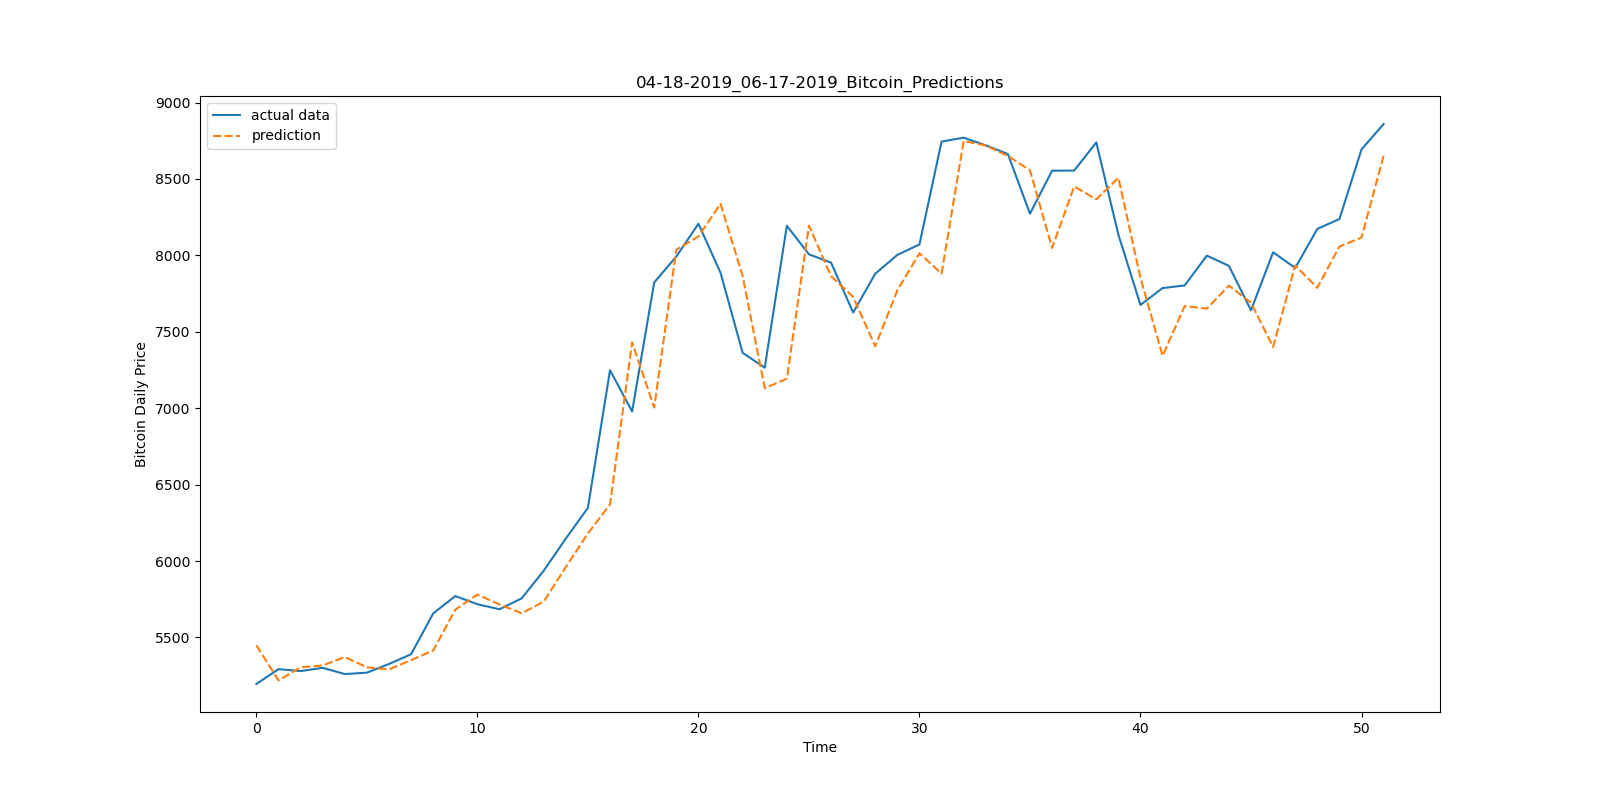 04-18-2019_06-17-2019_Bitcoin_Predictions
actual data
prediction
Bitcoin Daily Price
9000
8500
8000
7500
7000
6500
6000
5500
0 10 20 30 40 50
Time